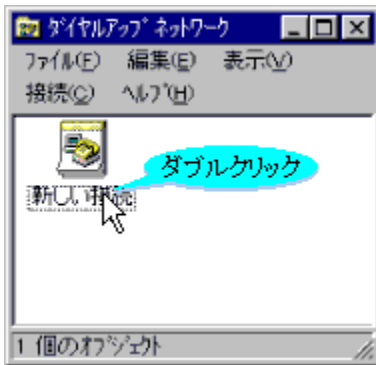 ﾀﾞｲﾔﾙｱｯﾌﾟ ﾈｯﾄﾜｰｸ
ﾌｧｲﾙ(F) 編集(E) 表示(V)
接続(C) ﾍﾙﾌﾟ(H)
ダブルクリック
新しい接続
1 個のｵﾌﾞｼﾞｪｸﾄ